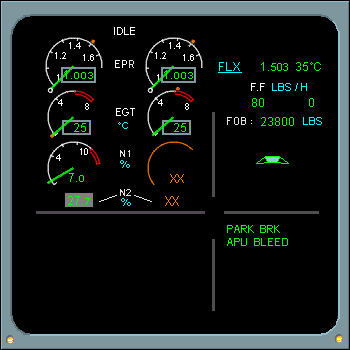 IDLE
1.4 1.4
1.2 1.6 EPR 1.2 1.6
1 1.003 1 1.003
FLX 1.503 35°C
F.F LBS/H
80 0
4 8 EGT 4 8
25 °C 25
FOB: 23800 LBS
10
4 N1
% XX
7.0
N2
% XX
PARK BRK
APU BLEED